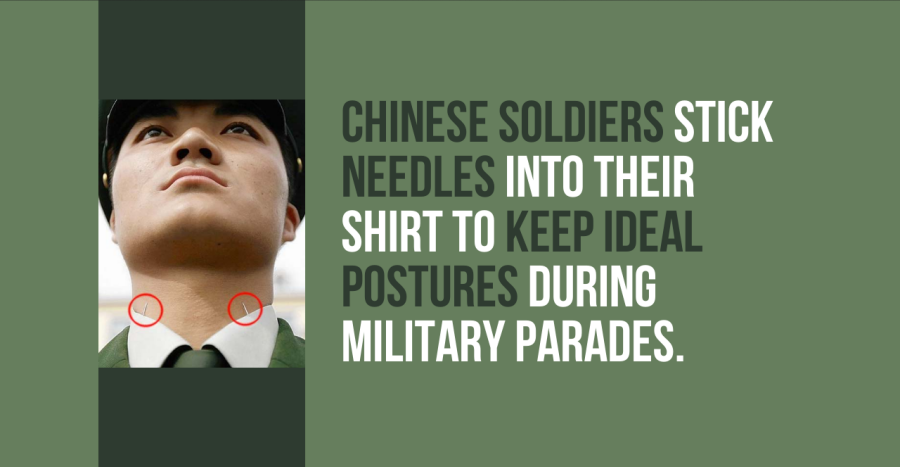 CHINESE SOLDIERS STICK
NEEDLES INTO THEIR
SHIRT TO KEEP IDEAL
POSTURES DURING
MILITARY PARADES.